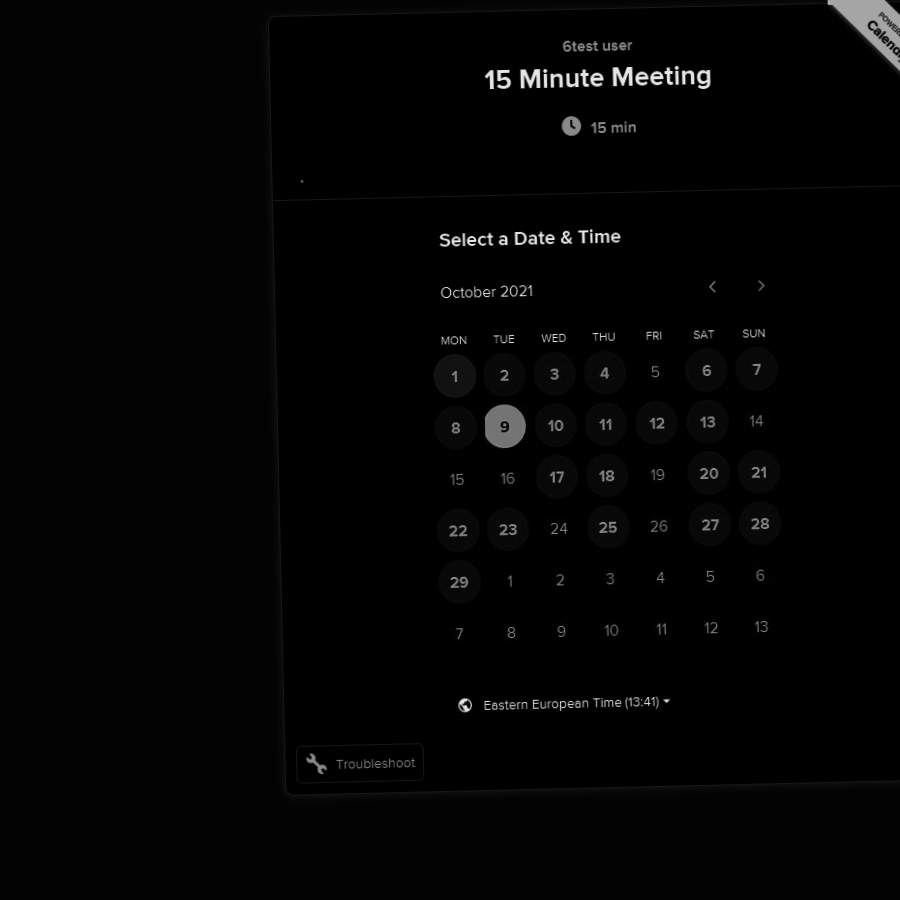 POWERED
Calendly
6test user
15 Minute Meeting
15 min
Select a Date & Time
October 2021
MON TUE WED THU FRI SAT SUN
1 2 3 4 5 6 7
8 9 10 11 12 13 14
15 16 17 18 19 20 21
22 23 24 25 26 27 28
29 1 2 3 4 5 6
7 8 9 10 11 12 13
Eastern European Time (13:41)
Troubleshoot